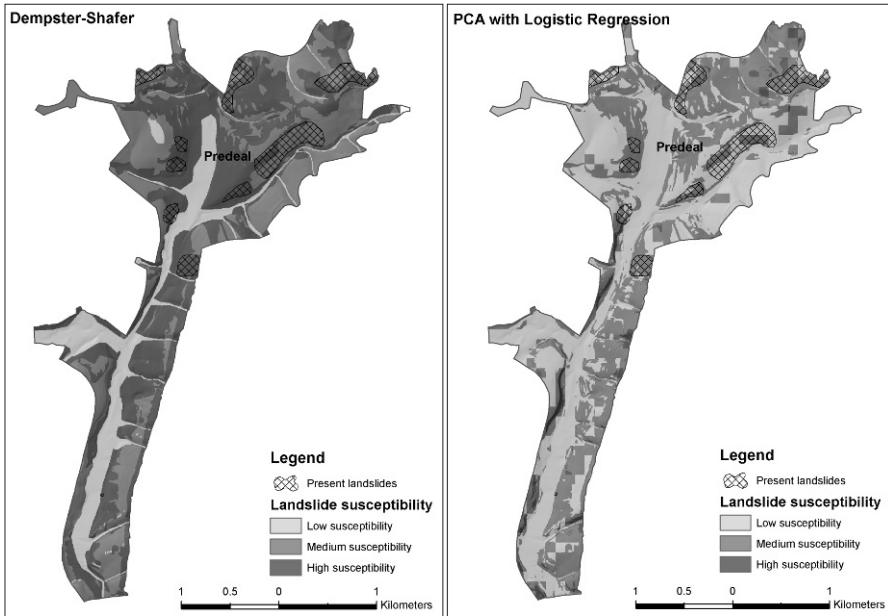 Dempster-Shafer
Predeal
Legend
Present landslides
Landslide susceptibility
Low susceptibility
Medium susceptibility
High susceptibility
1 0.5 0 1
Kilometers
PCA with Logistic Regression
Predeal
Legend
Present landslides
Landslide susceptibility
Low susceptibility
Medium susceptibility
High susceptibility
1 0.5 0 1
Kilometers